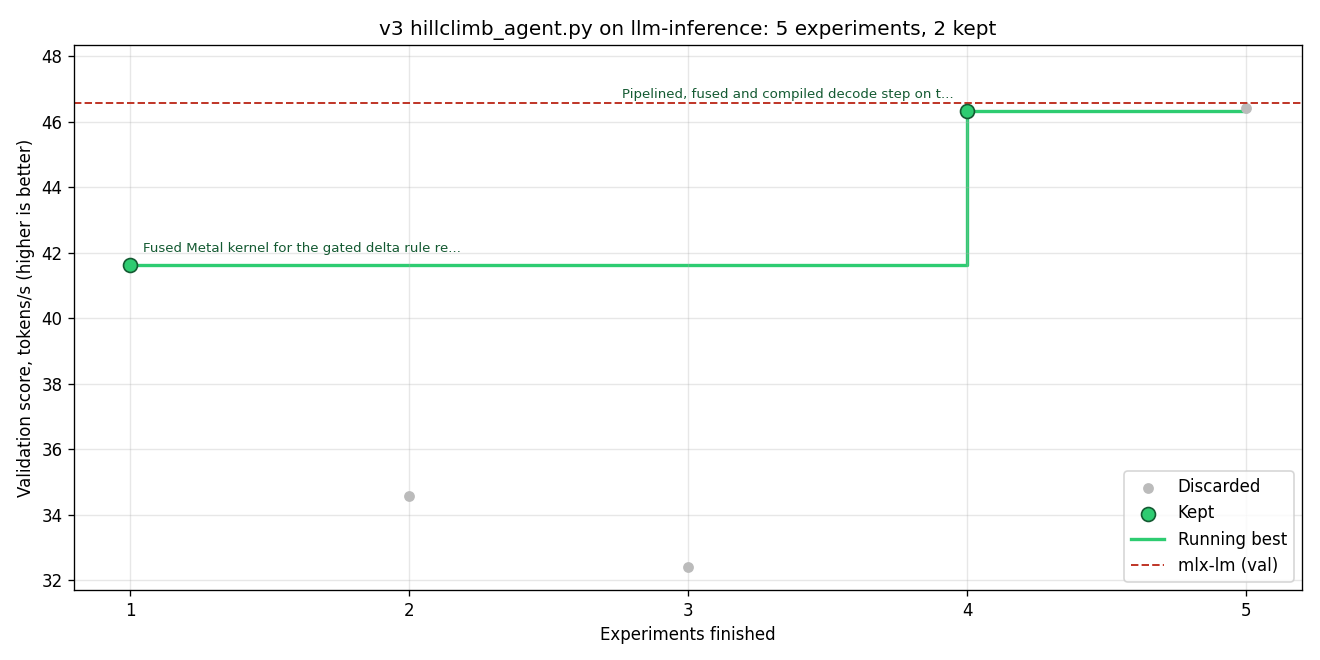 v3 hillclimb_agent.py on llm-inference: 5 experiments, 2 kept
Validation score, tokens/s (higher is better)
48
46
44
42
40
38
36
34
32
Pipelined, fused and compiled decode step on t...
Fused Metal kernel for the gated delta rule re...
Discarded
Kept
Running best
mlx-lm (val)
1
2
3
4
5
Experiments finished